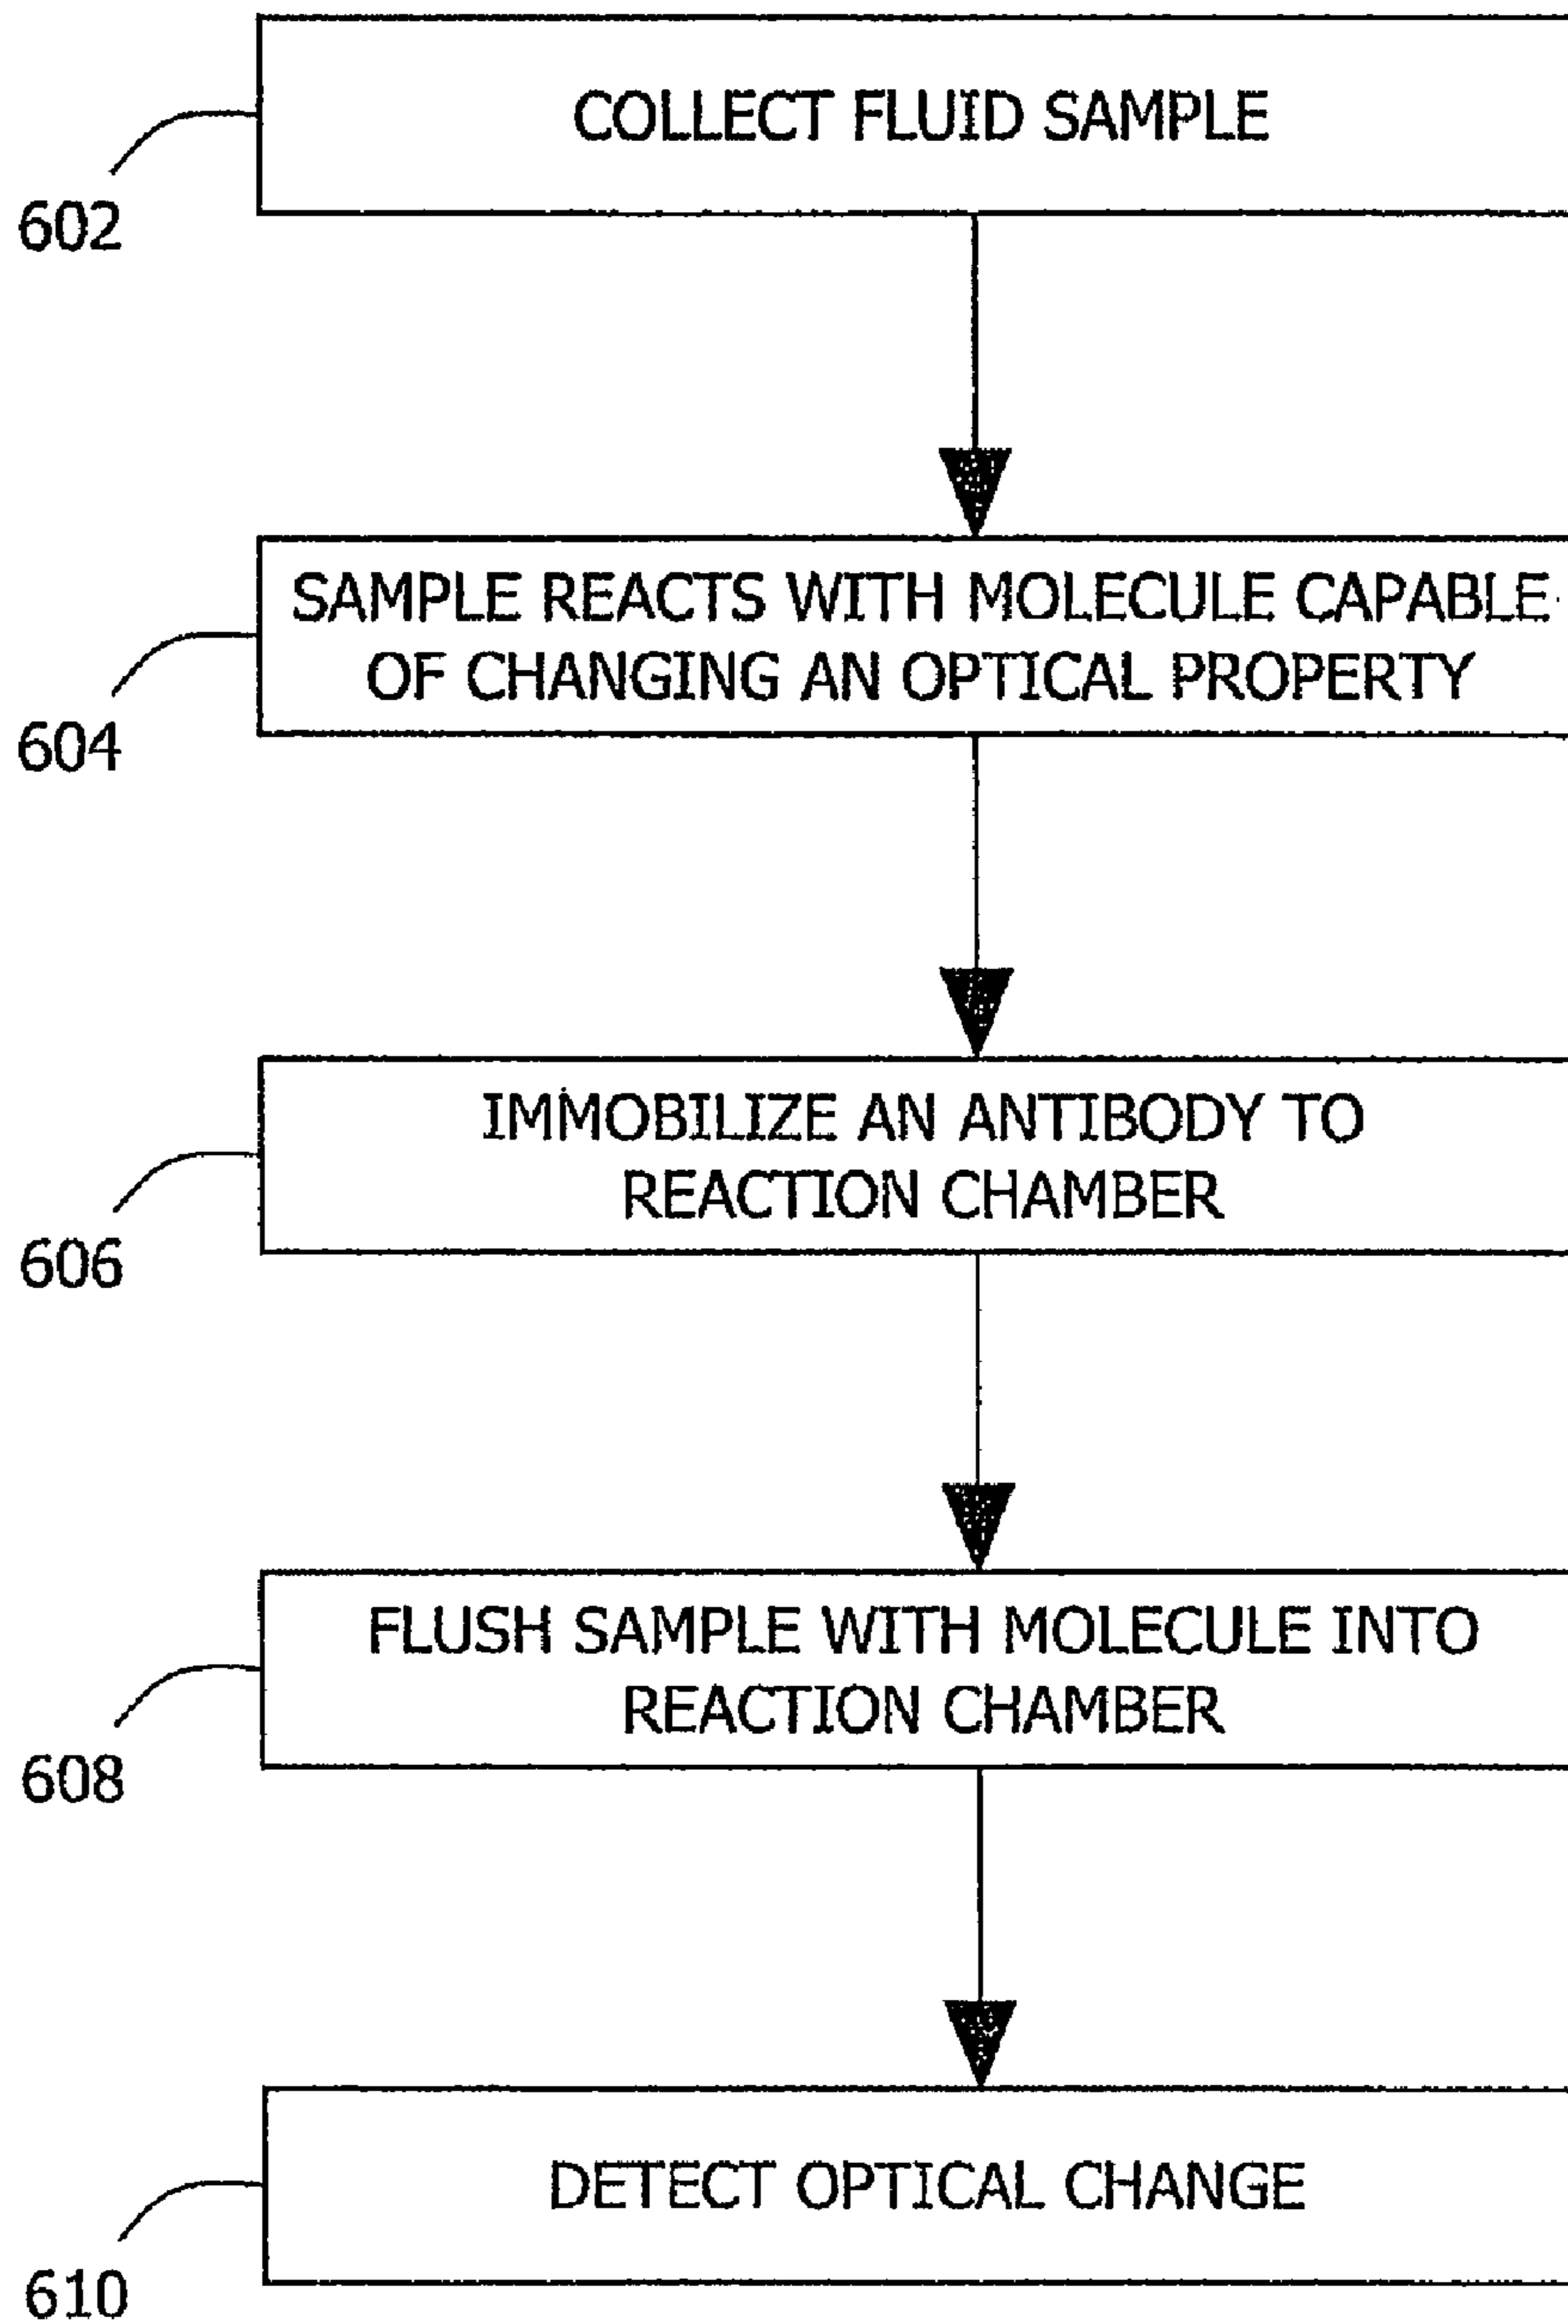 COLLECT FLUID SAMPLE
602
SAMPLE REACTS WITH MOLECULE CAPABLE
OF CHANGING AN OPTICAL PROPERTY
604
IMMOBILIZE AN ANTIBODY TO
REACTION CHAMBER
606
FLUSH SAMPLE WITH MOLECULE INTO
REACTION CHAMBER
608
DETECT OPTICAL CHANGE
610